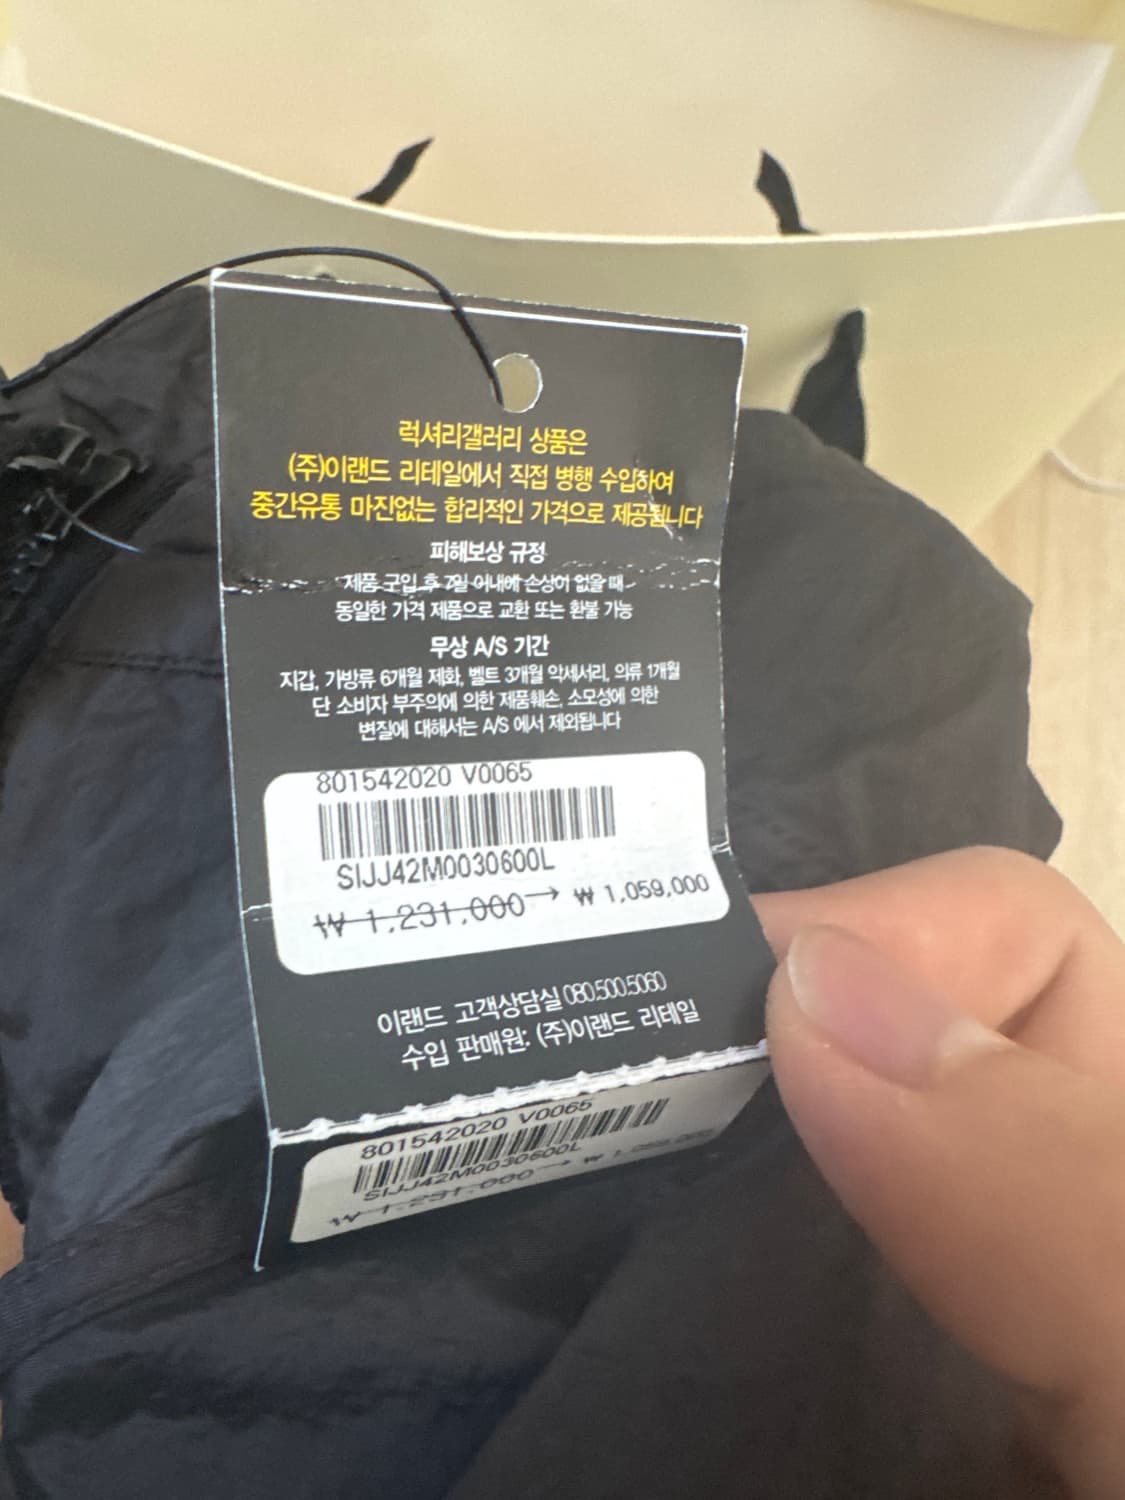 럭셔리갤러리 상품은
(주)이랜드 리테일에서 직접 병행 수입하여
중간유통 마진없는 합리적인 가격으로 제공됩니다
피해보상 규정
제품 구입 후 7일 이내에 손상이 없을 때
동일한 가격 제품으로 교환 또는 환불 가능
무상 A/S 기간
지갑, 가방류 6개월 제화, 벨트 3개월 악세서리, 의류 1개월
단 소비자 부주의에 의한 제품훼손, 소모성에 의한
변질에 대해서는 A/S 에서 제외됩니다
801542020 V0065
SIJJ42M0030600L
₩ 1,231,000 → ₩ 1,059,000
이랜드 고객상담실 080.500.5060
수입 판매원: (주)이랜드 리테일
801542020 V0065
SIJJ42M0030600L
₩ 1,231,000 → ₩